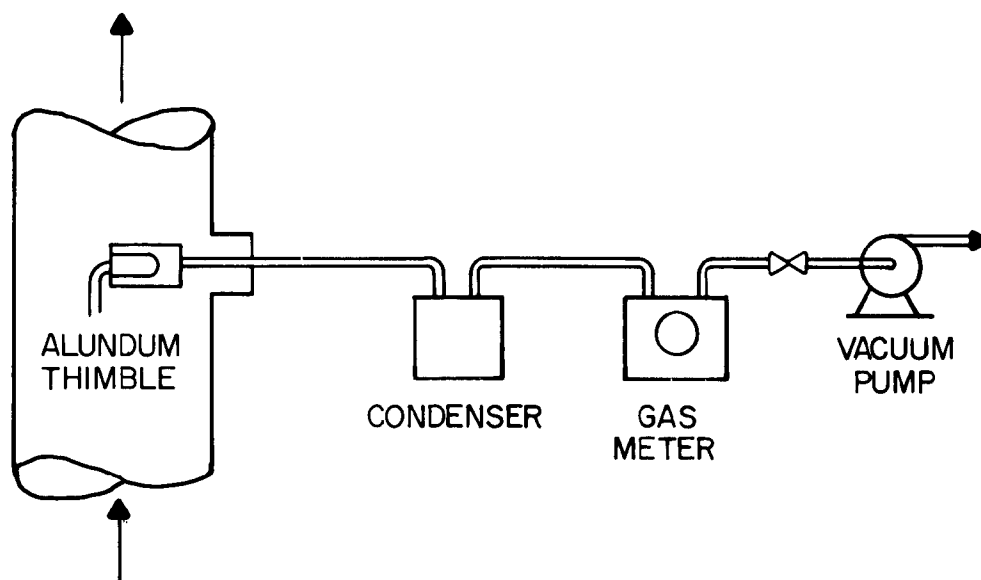 ALUNDUM
THIMBLE
CONDENSER
GAS
METER
VACUUM
PUMP